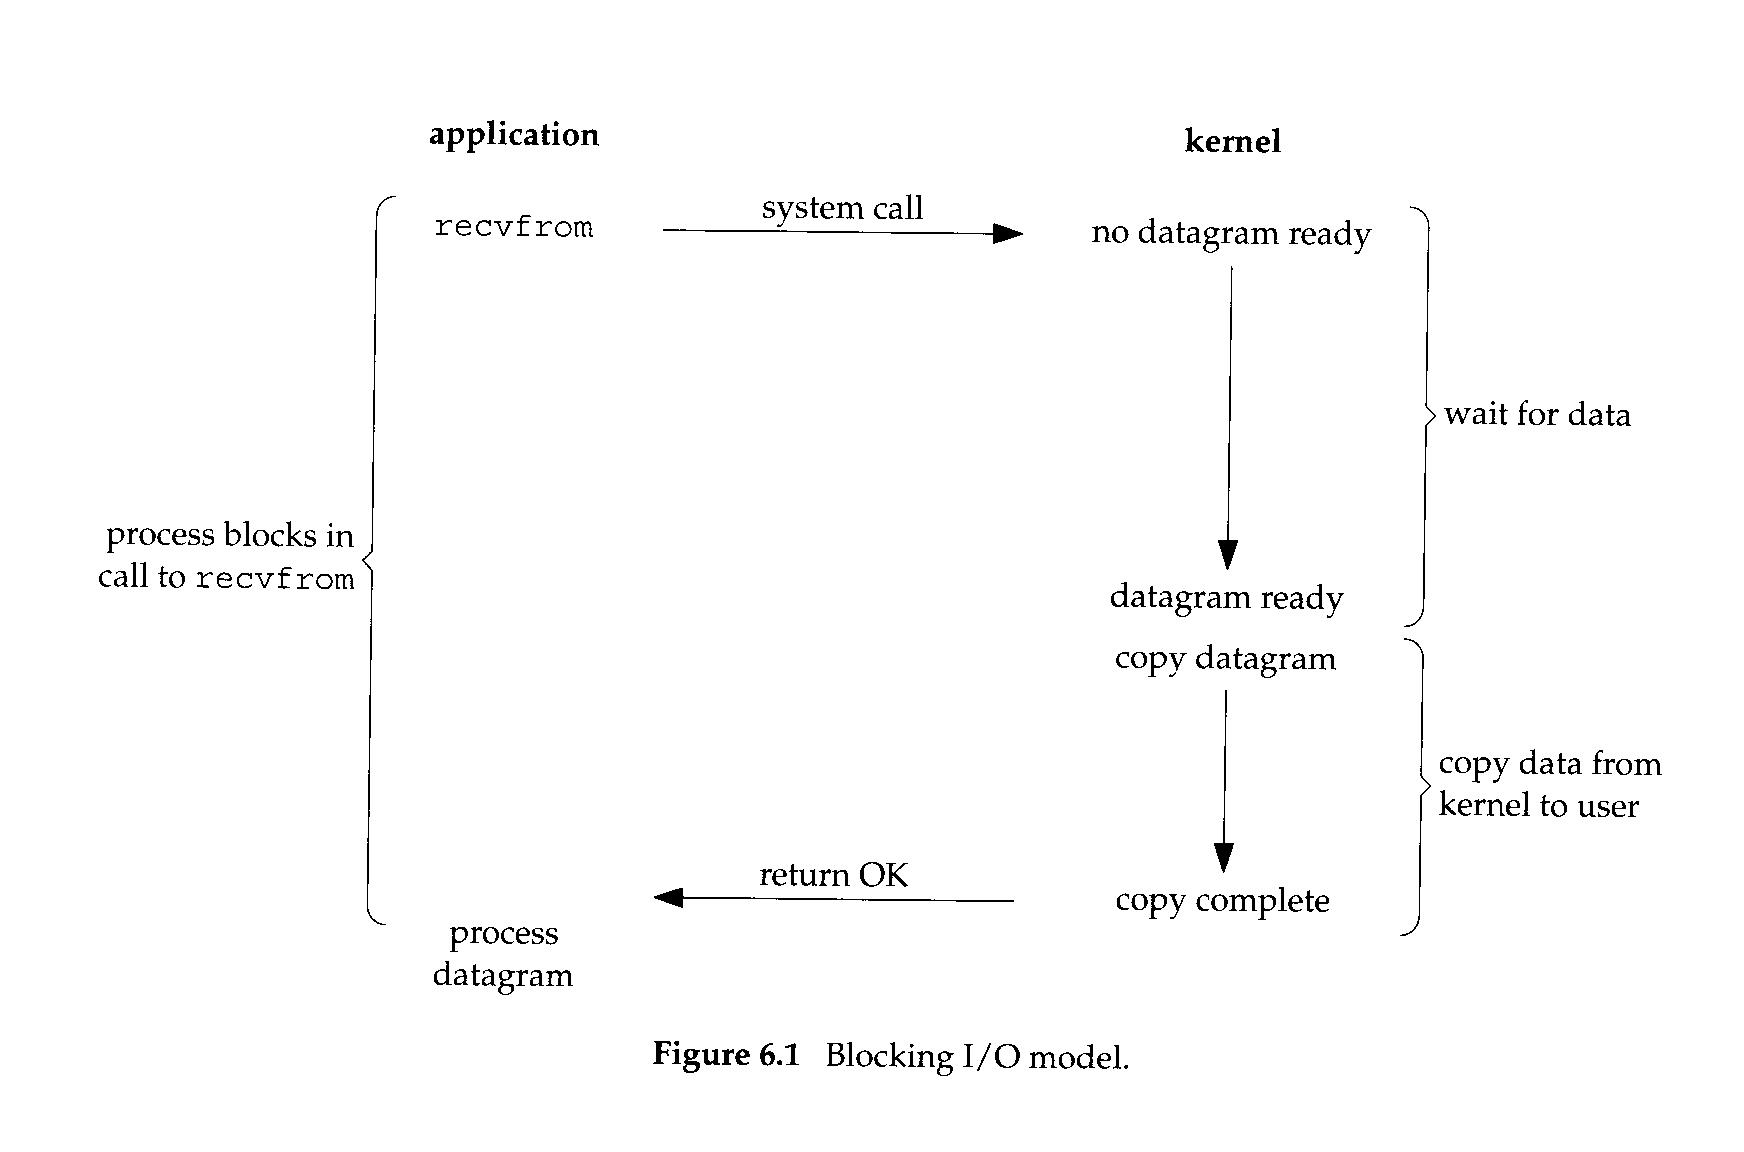 application
kernel
recvfrom
system call
no datagram ready
wait for data
process blocks in
call to recvfrom
datagram ready
copy datagram
copy data from
kernel to user
return OK
copy complete
process
datagram
Figure 6.1 Blocking I/O model.